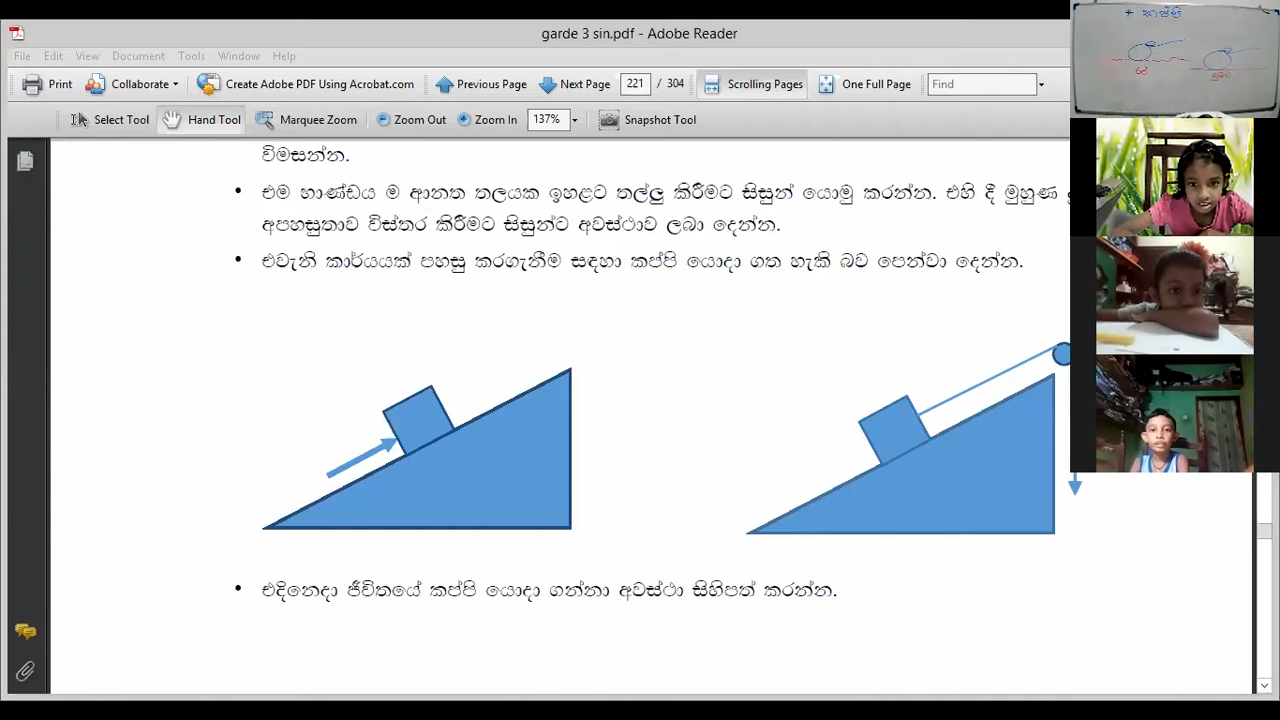 garde 3 sin.pdf - Adobe Reader
File Edit View Document Tools Window Help
Print Collaborate Create Adobe PDF Using Acrobat.com Previous Page Next Page 221 / 304 Scrolling Pages One Full Page Find
Select Tool Hand Tool Marquee Zoom Zoom Out Zoom In 137% Snapshot Tool
+ කප්පි
විමසන්න.
• එම භාණ්ඩය ම ආනත තලයක ඉහළට තල්ලු කිරීමට සිසුන් යොමු කරන්න. එහි දී මුහුණ
අපහසුතාව විස්තර කිරීමට සිසුන්ට අවස්ථාව ලබා දෙන්න.
• එවැනි කාර්යයක් පහසු කරගැනීම සඳහා කප්පි යොදා ගත හැකි බව පෙන්වා දෙන්න.
• එදිනෙදා ජීවිතයේ කප්පි යොදා ගන්නා අවස්ථා සිහිපත් කරන්න.